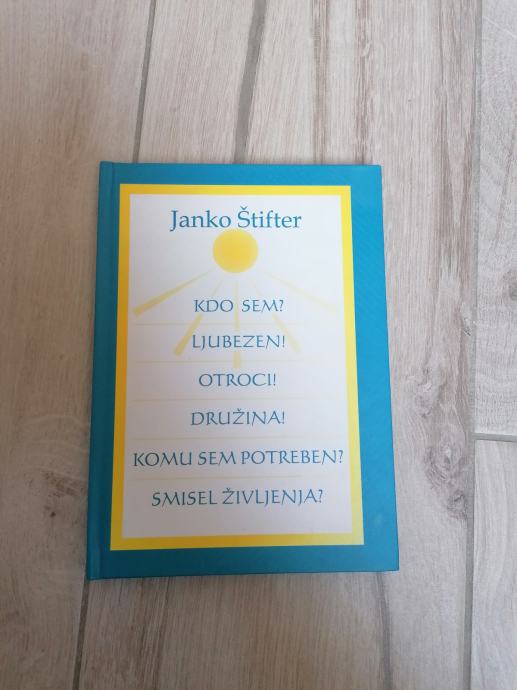 Janko Štifter
KDO SEM?
LJUBEZEN!
OTROCI!
DRUŽINA!
KOMU SEM POTREBEN?
SMISEL ŽIVLJENJA?